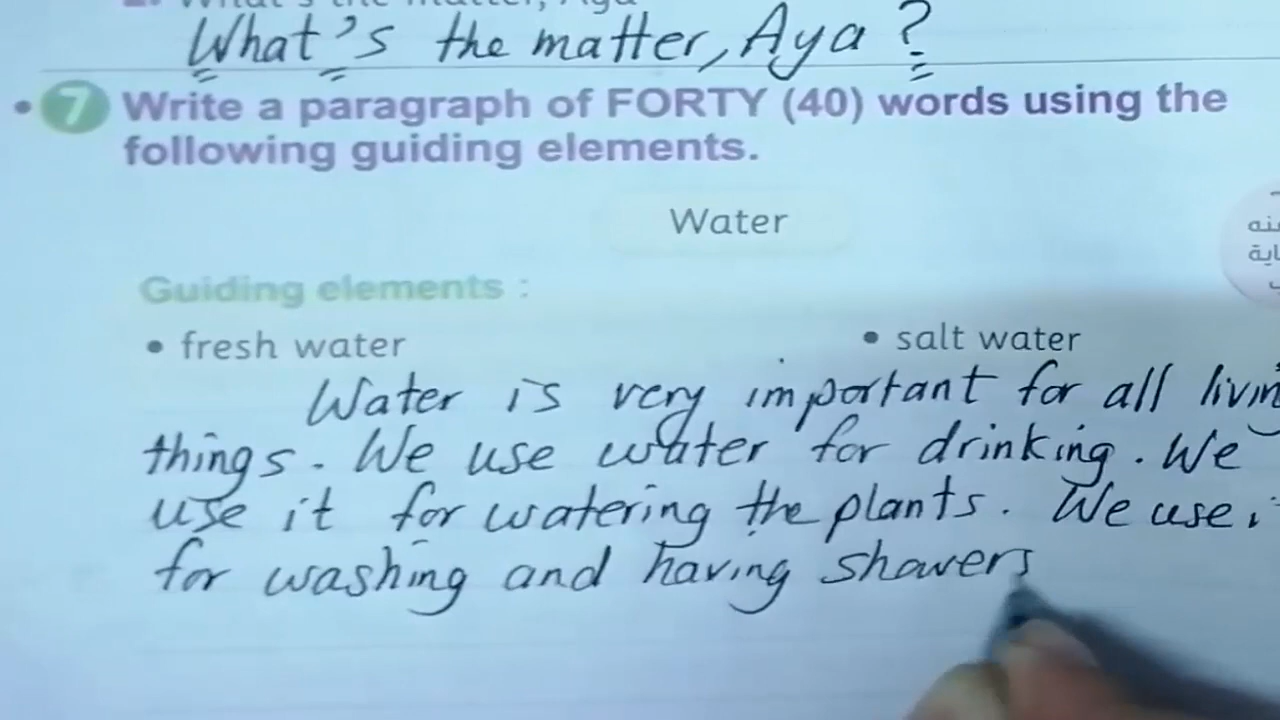 What's the matter, Aya ?
7 Write a paragraph of FORTY (40) words using the
following guiding elements.
Water
Guiding elements :
• fresh water • salt water
Water is very important for all livin
things. We use water for drinking. We
use it for watering the plants. We use i
for washing and having showers